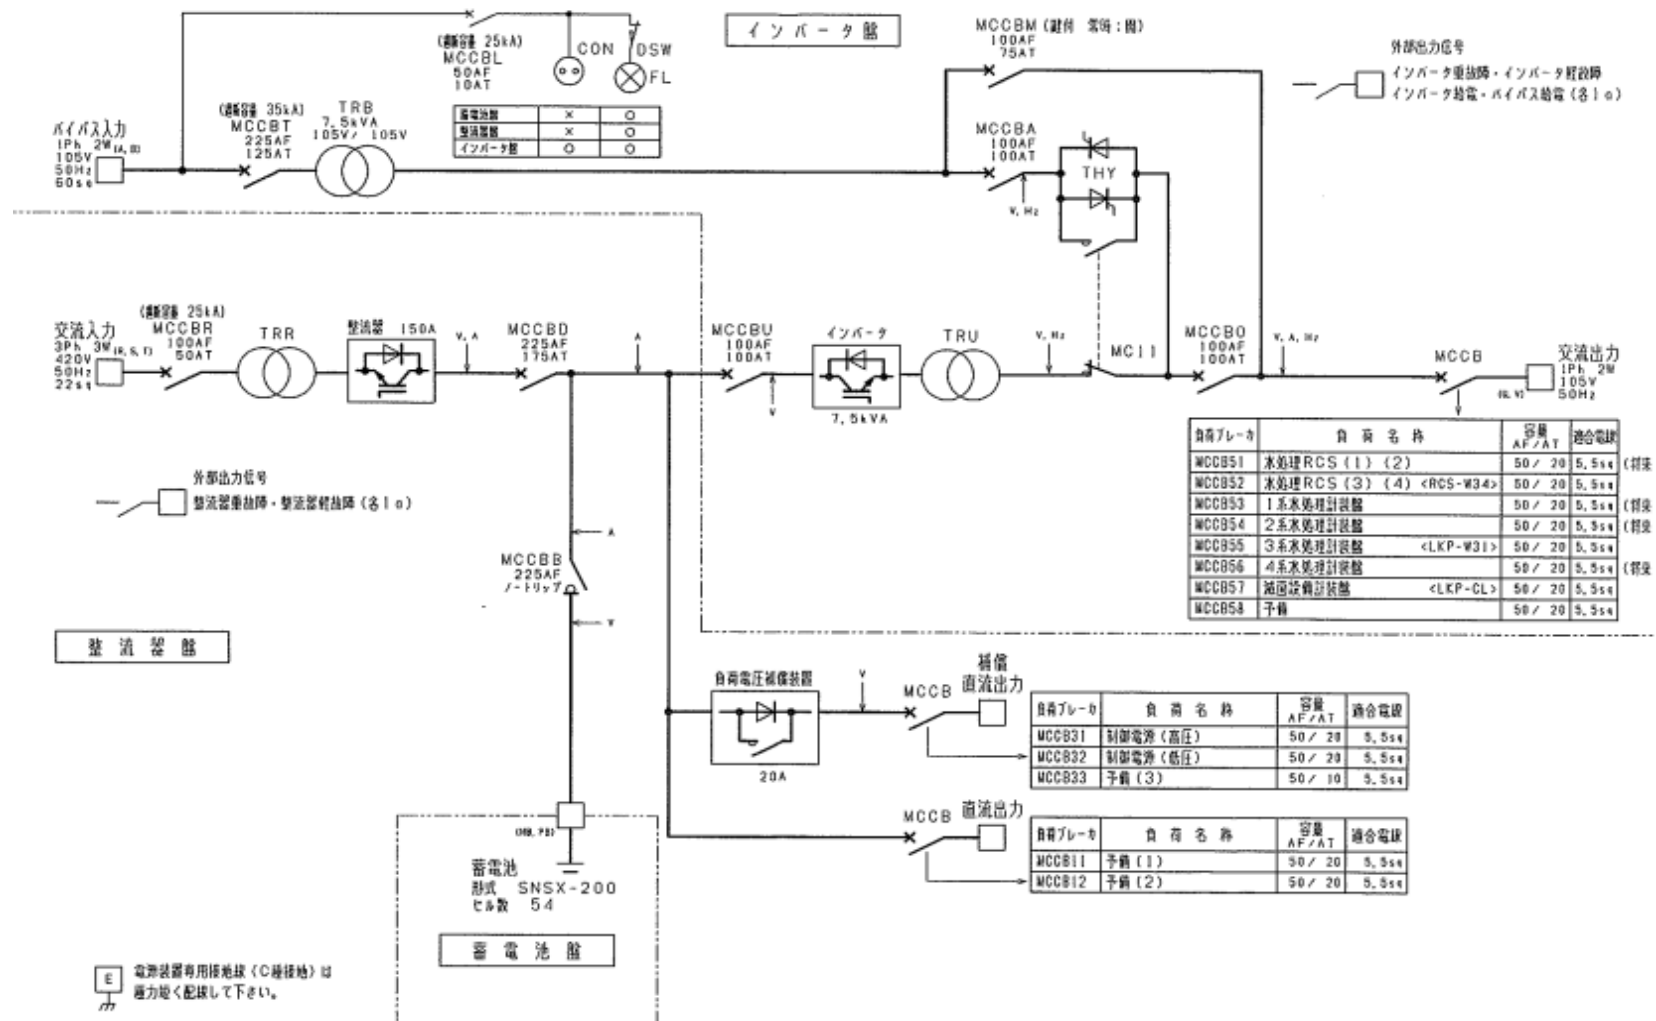 インバータ盤
(遮断容量 25kA)
MCCBL
50AF
10AT
CON
DSW
FL
蓄電池盤 × ○
整流器盤 × ○
インバータ盤 ○ ○
バイパス入力
1Ph 2W (A, B)
105V
50Hz
60sq
(遮断容量 35kA)
MCCBT
225AF
125AT
TRB
7.5kVA
105V/ 105V
MCCBM (鍵付 常時:開)
100AF
75AT
MCCBA
100AF
100AT
V, Hz
THY
外部出力信号
インバータ重故障・インバータ軽故障
インバータ給電・バイパス給電(各1a)
交流入力
3Ph 3W (R, S, T)
420V
50Hz
22sq
(遮断容量 25kA)
MCCBR
100AF
50AT
TRR
整流器 150A
V, A
MCCBD
225AF
175AT
A
MCCBU
100AF
100AT
V
インバータ
7.5kVA
TRU
V, Hz
MC11
MCCBO
100AF
100AT
V, A, Hz
MCCB
(U, V)
交流出力
1Ph 2W
105V
50Hz
負荷ブレーカ 負荷名称 容量 AF/AT 適合電線
MCCB51 水処理RCS(1)(2) 50/ 20 5.5sq (将来
MCCB52 水処理RCS(3)(4) <RCS-W34> 50/ 20 5.5sq
MCCB53 1系水処理計装盤 50/ 20 5.5sq (将来
MCCB54 2系水処理計装盤 50/ 20 5.5sq (将来
MCCB55 3系水処理計装盤 <LKP-W31> 50/ 20 5.5sq
MCCB56 4系水処理計装盤 50/ 20 5.5sq (将来
MCCB57 滅菌設備計装盤 <LKP-CL> 50/ 20 5.5sq
MCCB58 予備 50/ 20 5.5sq
外部出力信号
整流器重故障・整流器軽故障(各1a)
A
MCCBB
225AF
ノートリップ
V
整流器盤
負荷電圧補償装置
20A
V
MCCB
補償
直流出力
負荷ブレーカ 負荷名称 容量 AF/AT 適合電線
MCCB31 制御電源(高圧) 50/ 20 5.5sq
MCCB32 制御電源(低圧) 50/ 20 5.5sq
MCCB33 予備(3) 50/ 10 5.5sq
MCCB
直流出力
負荷ブレーカ 負荷名称 容量 AF/AT 適合電線
MCCB11 予備(1) 50/ 20 5.5sq
MCCB12 予備(2) 50/ 20 5.5sq
(NB, PB)
蓄電池
形式 SNSX-200
セル数 54
蓄電池盤
E
電源装置専用接地線(C種接地)は
極力短く配線して下さい。